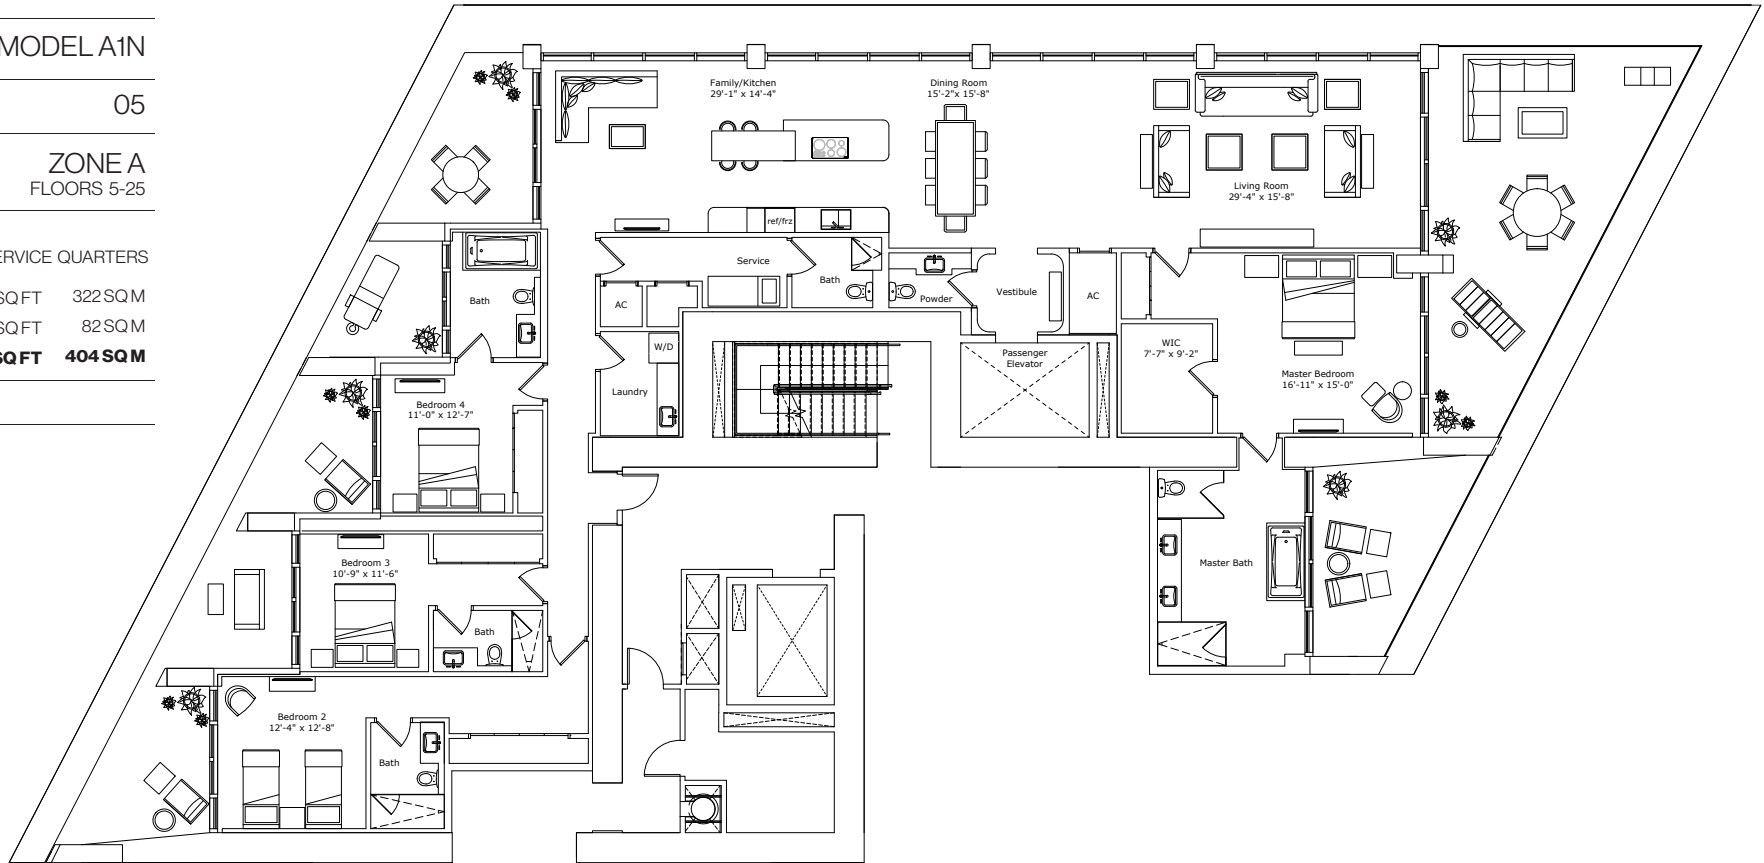 MODEL A1N
05
ZONE A
FLOORS 5-25
SERVICE QUARTERS
SQ FT 322 SQ M
SQ FT 82 SQ M
SQ FT 404 SQ M
Family/Kitchen
29'-1" x 14'-4"
Dining Room
15'-2"x 15'-8"
Living Room
29'-4" x 15'-8"
ref/frz
Service
Bath
Powder
Vestibule
AC
AC
Bath
W/D
Laundry
Passenger
Elevator
WIC
7'-7" x 9'-2"
Master Bedroom
16'-11" x 15'-0"
Bedroom 4
11'-0" x 12'-7"
Bedroom 3
10'-9" x 11'-6"
Bath
Master Bath
Bedroom 2
12'-4" x 12'-8"
Bath